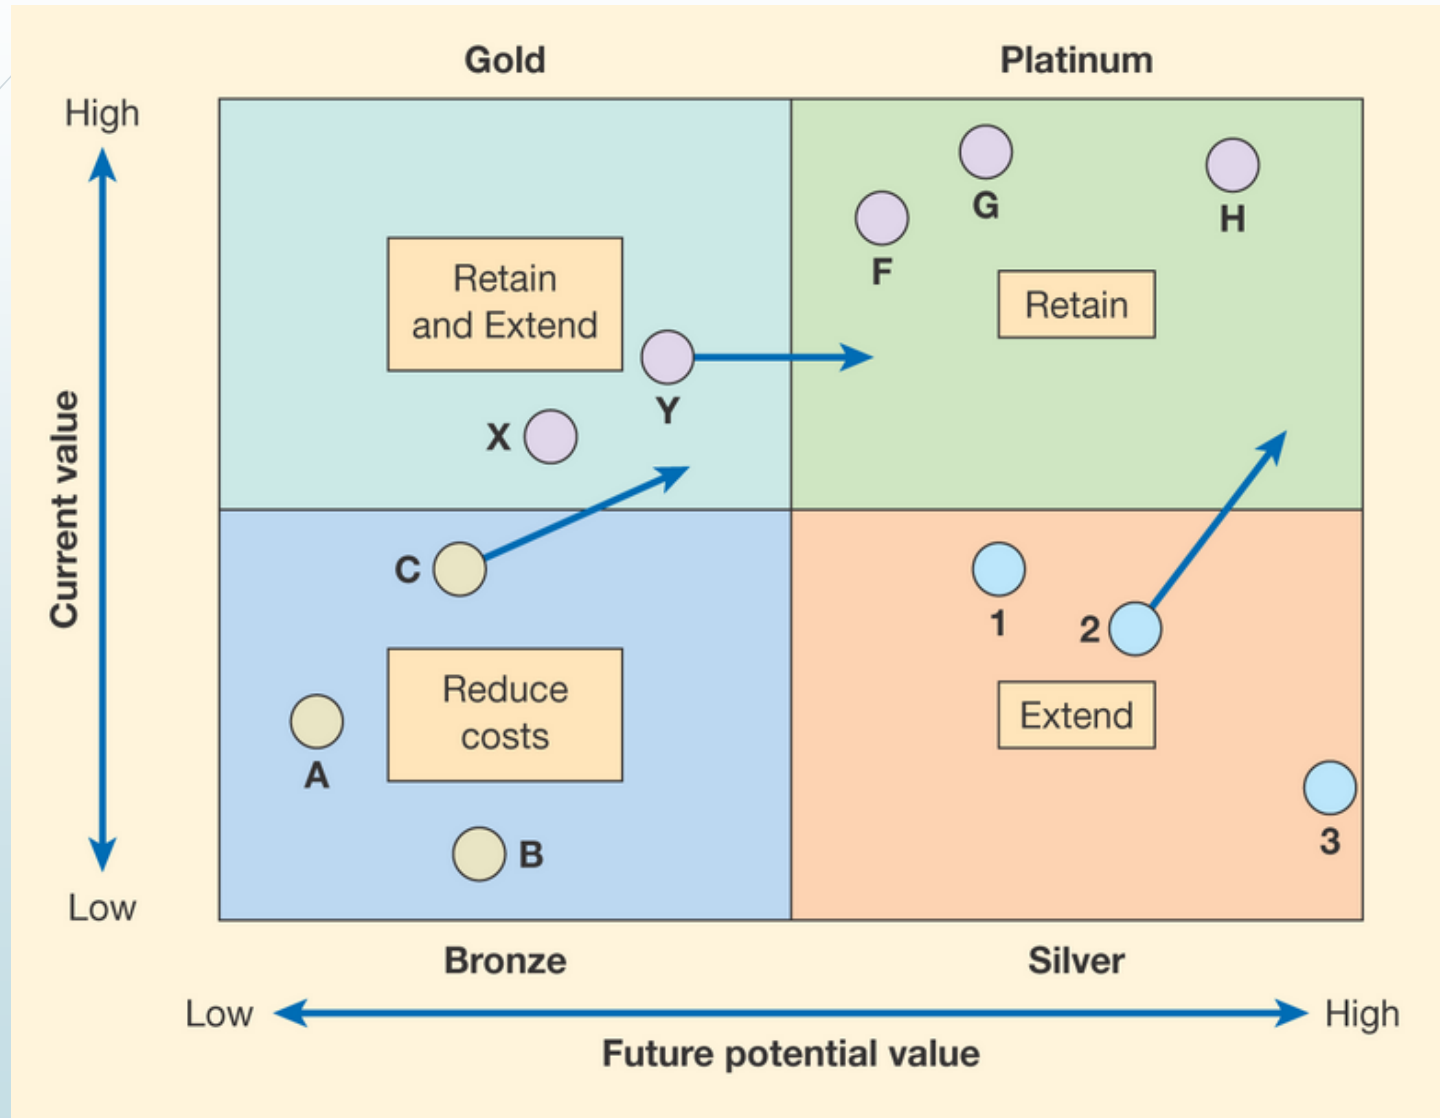 Gold
Platinum
High
G
H
F
Retain
and Extend
Retain
Y
X
Current value
C
1
2
Reduce
costs
Extend
A
3
B
Low
Bronze
Silver
Low
High
Future potential value